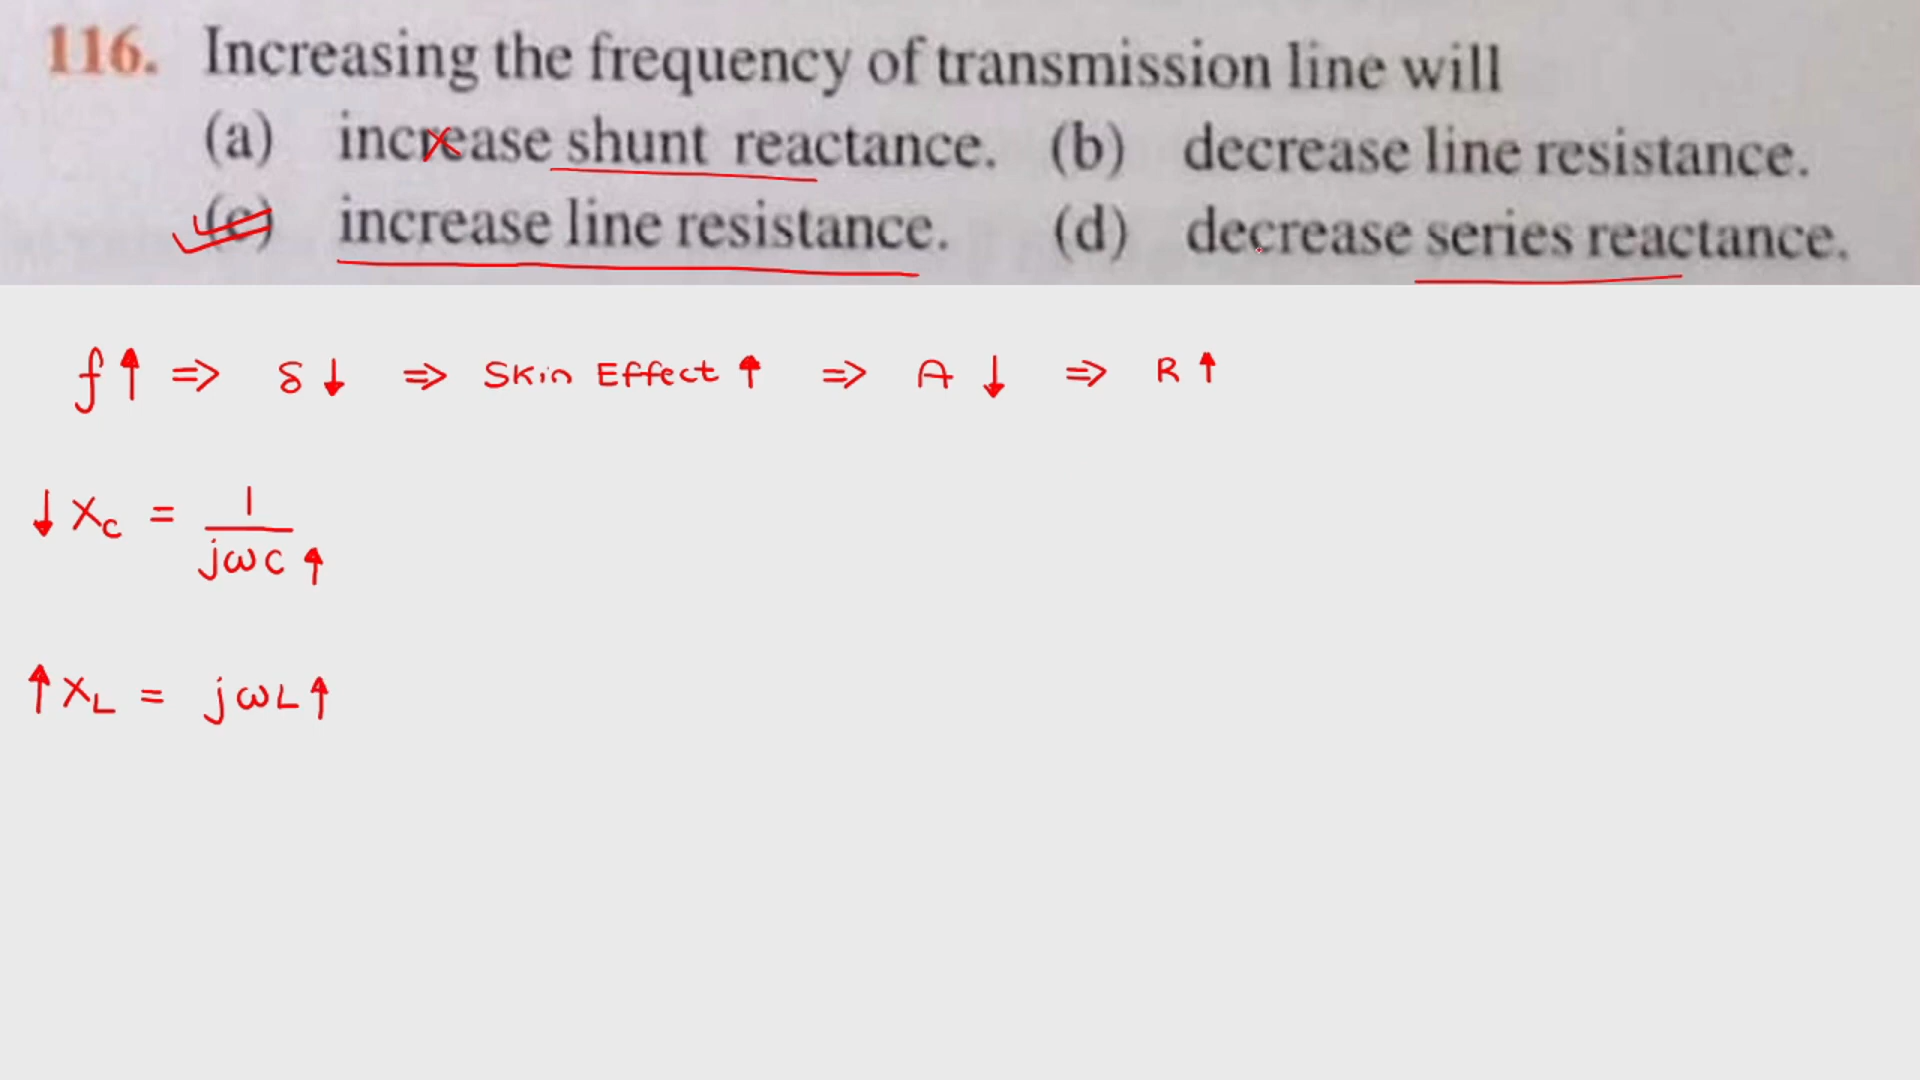 116. Increasing the frequency of transmission line will
(a) increase shunt reactance. (b) decrease line resistance.
(c) increase line resistance. (d) decrease series reactance.
f↑ => δ↓ => Skin Effect ↑ => A ↓ => R ↑
↓ Xc = 1
jωc ↑
↑ XL = jωL↑